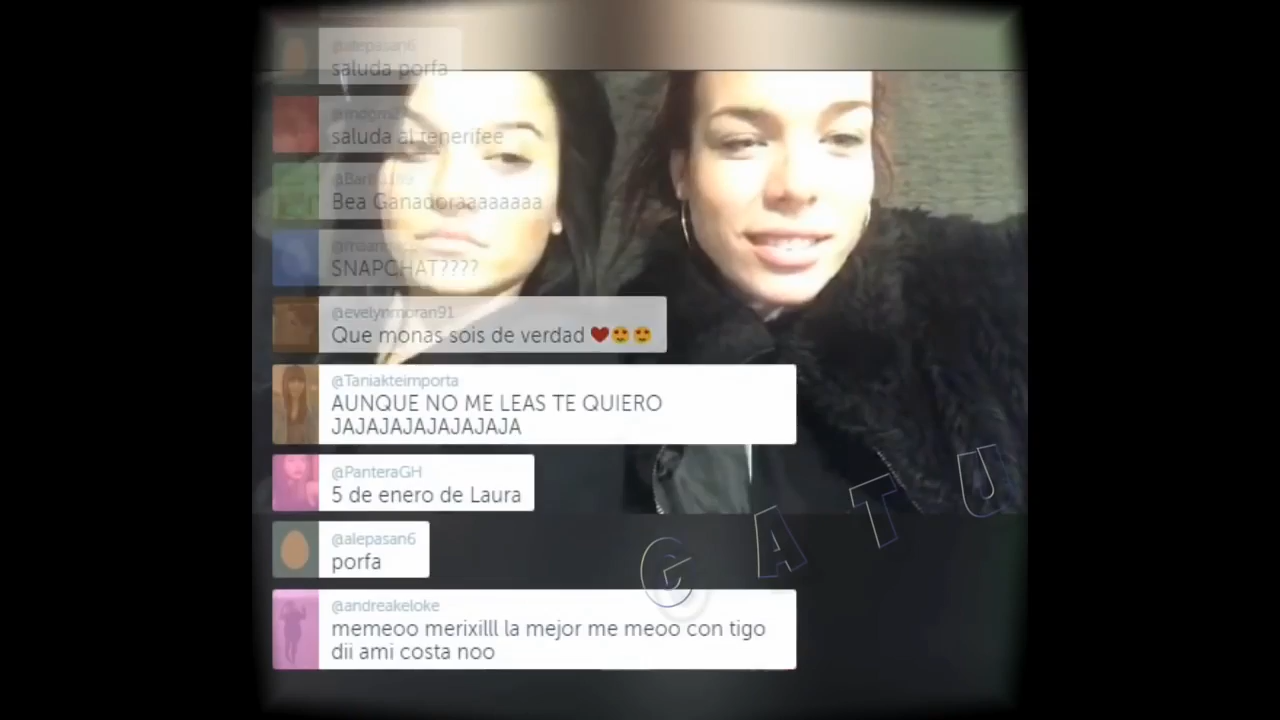 @alepasan6
saluda porfa
saluda al tenerifee
Bea Ganadoraaaaaaaa
SNAPCHAT????
@evelynmoran91
Que monas sois de verdad ❤️😍😍
@Taniakteimporta
AUNQUE NO ME LEAS TE QUIERO
JAJAJAJAJAJAJAJA
@PanteraGH
5 de enero de Laura
@alepasan6
porfa
@andreakeloke
memeoo merixilll la mejor me meoo con tigo
dii ami costa noo
G A T U